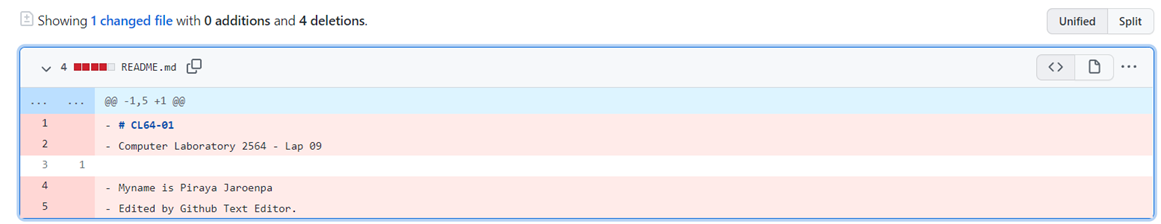 Showing 1 changed file with 0 additions and 4 deletions.
Unified Split
4 README.md
... ... @@ -1,5 +1 @@
1 - # CL64-01
2 - Computer Laboratory 2564 - Lap 09
3 1
4 - Myname is Piraya Jaroenpa
5 - Edited by Github Text Editor.